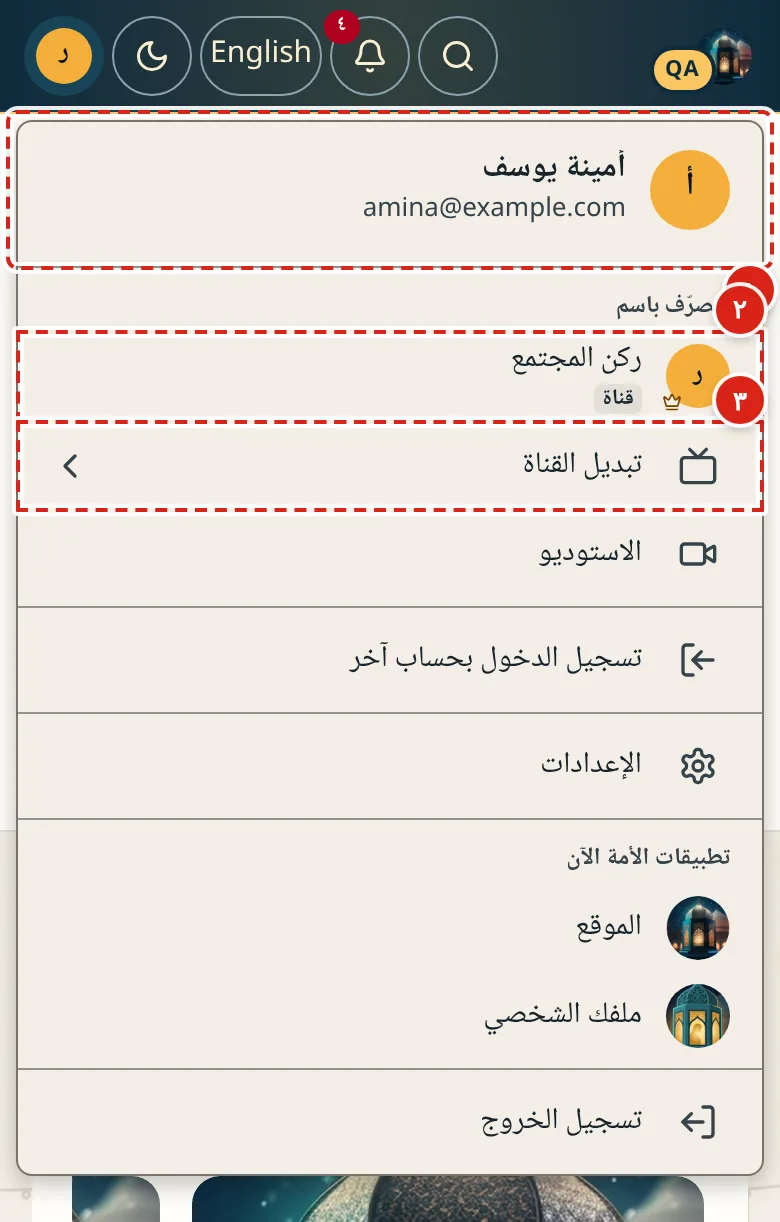 ر
English
٤
QA
أ
أمينة يوسف
amina@example.com
باسم
٢
ركن المجتمع
ر
قناة
٣
تبديل القناة
الاستوديو
تسجيل الدخول بحساب آخر
الإعدادات
تطبيقات الأمة الآن
الموقع
ملفك الشخصي
تسجيل الخروج